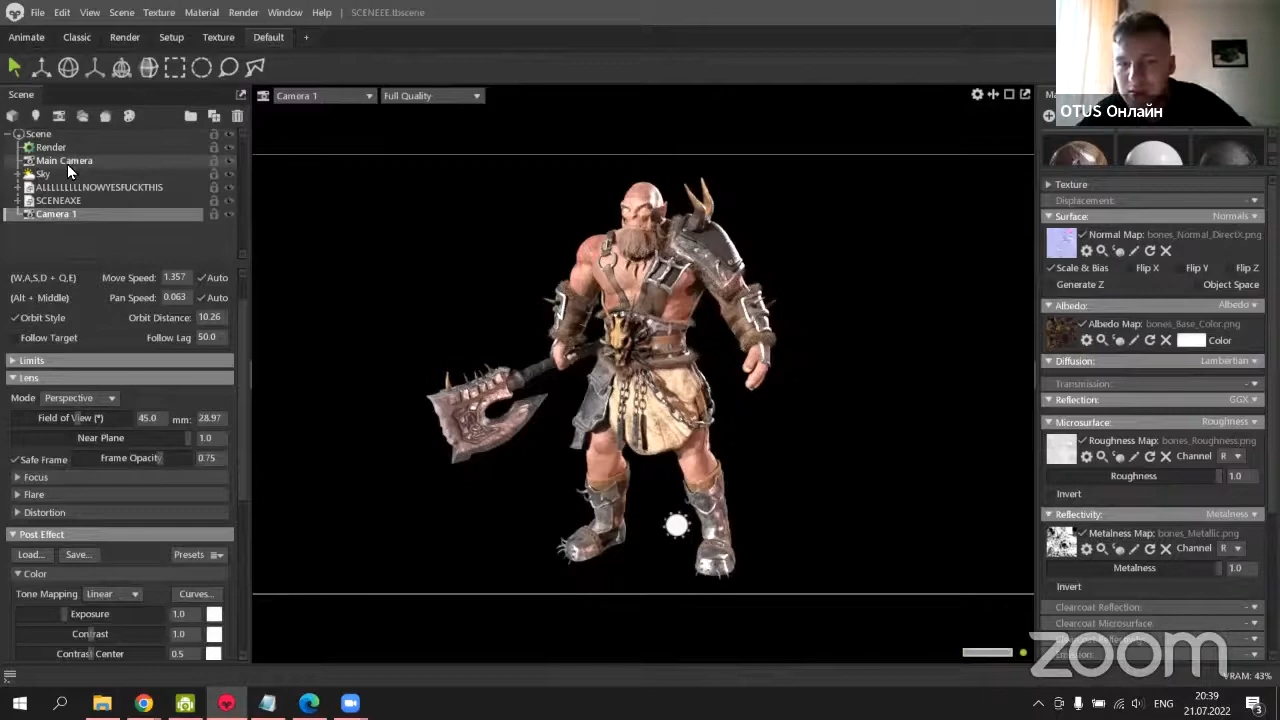 File Edit View Scene Texture Material Render Window Help SCENEEE.tbscene
Animate Classic Render Setup Texture Default +
Scene
Camera 1 Full Quality
OTUS Онлайн
Scene
Render
Main Camera
Sky
ALLLLLLLLNOWYESFUCKTHIS
SCENEAXE
Camera 1
(W,A,S,D + Q,E) Move Speed: 1.357 Auto
(Alt + Middle) Pan Speed: 0.063 Auto
Orbit Style Orbit Distance: 10.26
Follow Target Follow Lag 50.0
Limits
Lens
Mode Perspective
Field of View (°) 45.0 mm: 28.97
Near Plane 1.0
Safe Frame Frame Opacity 0.75
Focus
Flare
Distortion
Post Effect
Load... Save... Presets
Color
Tone Mapping Linear Curves...
Exposure 1.0
Contrast 1.0
Contrast Center 0.5
Texture
Displacement: -
Surface: Normals
Normal Map: bones_Normal_DirectX.png
Scale & Bias Flip X Flip Y Flip Z
Generate Z Object Space
Albedo: Albedo
Albedo Map: bones_Base_Color.png
Color
Diffusion: Lambertian
Transmission: -
Reflection: GGX
Microsurface: Roughness
Roughness Map: bones_Roughness.png
Channel R
Roughness 1.0
Invert
Reflectivity: Metalness
Metalness Map: bones_Metallic.png
Channel R
Metalness 1.0
Invert
Clearcoat Reflection: -
Clearcoat Microsurface: -
Clearcoat Reflectivity: -
Emission: -
zoom
VRAM: 43%
ENG
20:39
21.07.2022
3